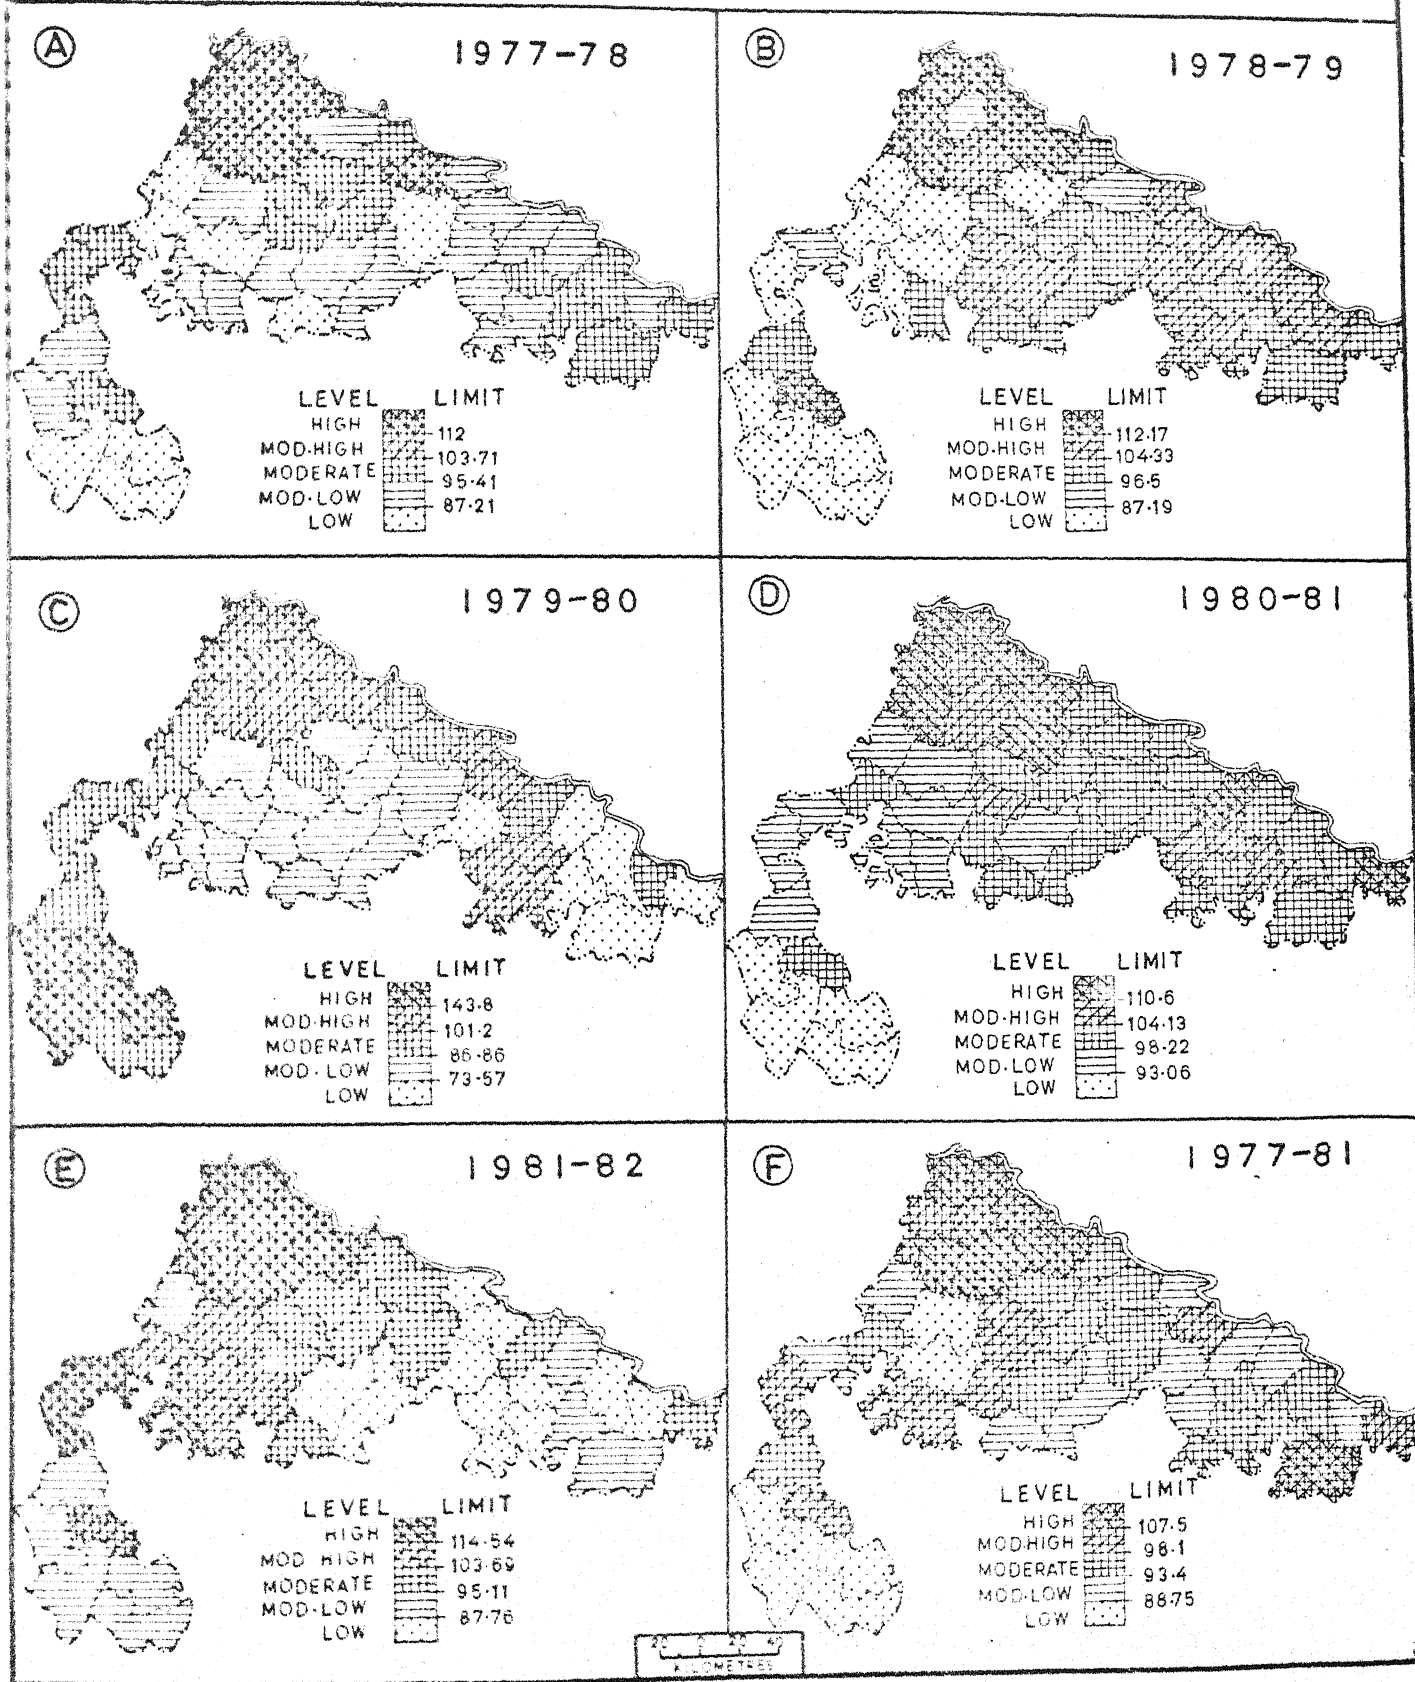 A 1977-78
LEVEL LIMIT
HIGH
112
MOD.HIGH
103.71
MODERATE
95.41
MOD.LOW
87.21
LOW
B 1978-79
LEVEL LIMIT
HIGH
112.17
MOD.HIGH
104.33
MODERATE
96.5
MOD.LOW
87.19
LOW
C 1979-80
LEVEL LIMIT
HIGH
143.8
MOD.HIGH
101.2
MODERATE
86.86
MOD.LOW
73.57
LOW
D 1980-81
LEVEL LIMIT
HIGH
110.6
MOD.HIGH
104.13
MODERATE
98.22
MOD.LOW
93.06
LOW
E 1981-82
LEVEL LIMIT
HIGH
114.54
MOD HIGH
103.69
MODERATE
95.11
MOD.LOW
87.76
LOW
F 1977-81
LEVEL LIMIT
HIGH
107.5
MOD.HIGH
98.1
MODERATE
93.4
MOD.LOW
88.75
LOW
20 0 20 40
KILOMETRES